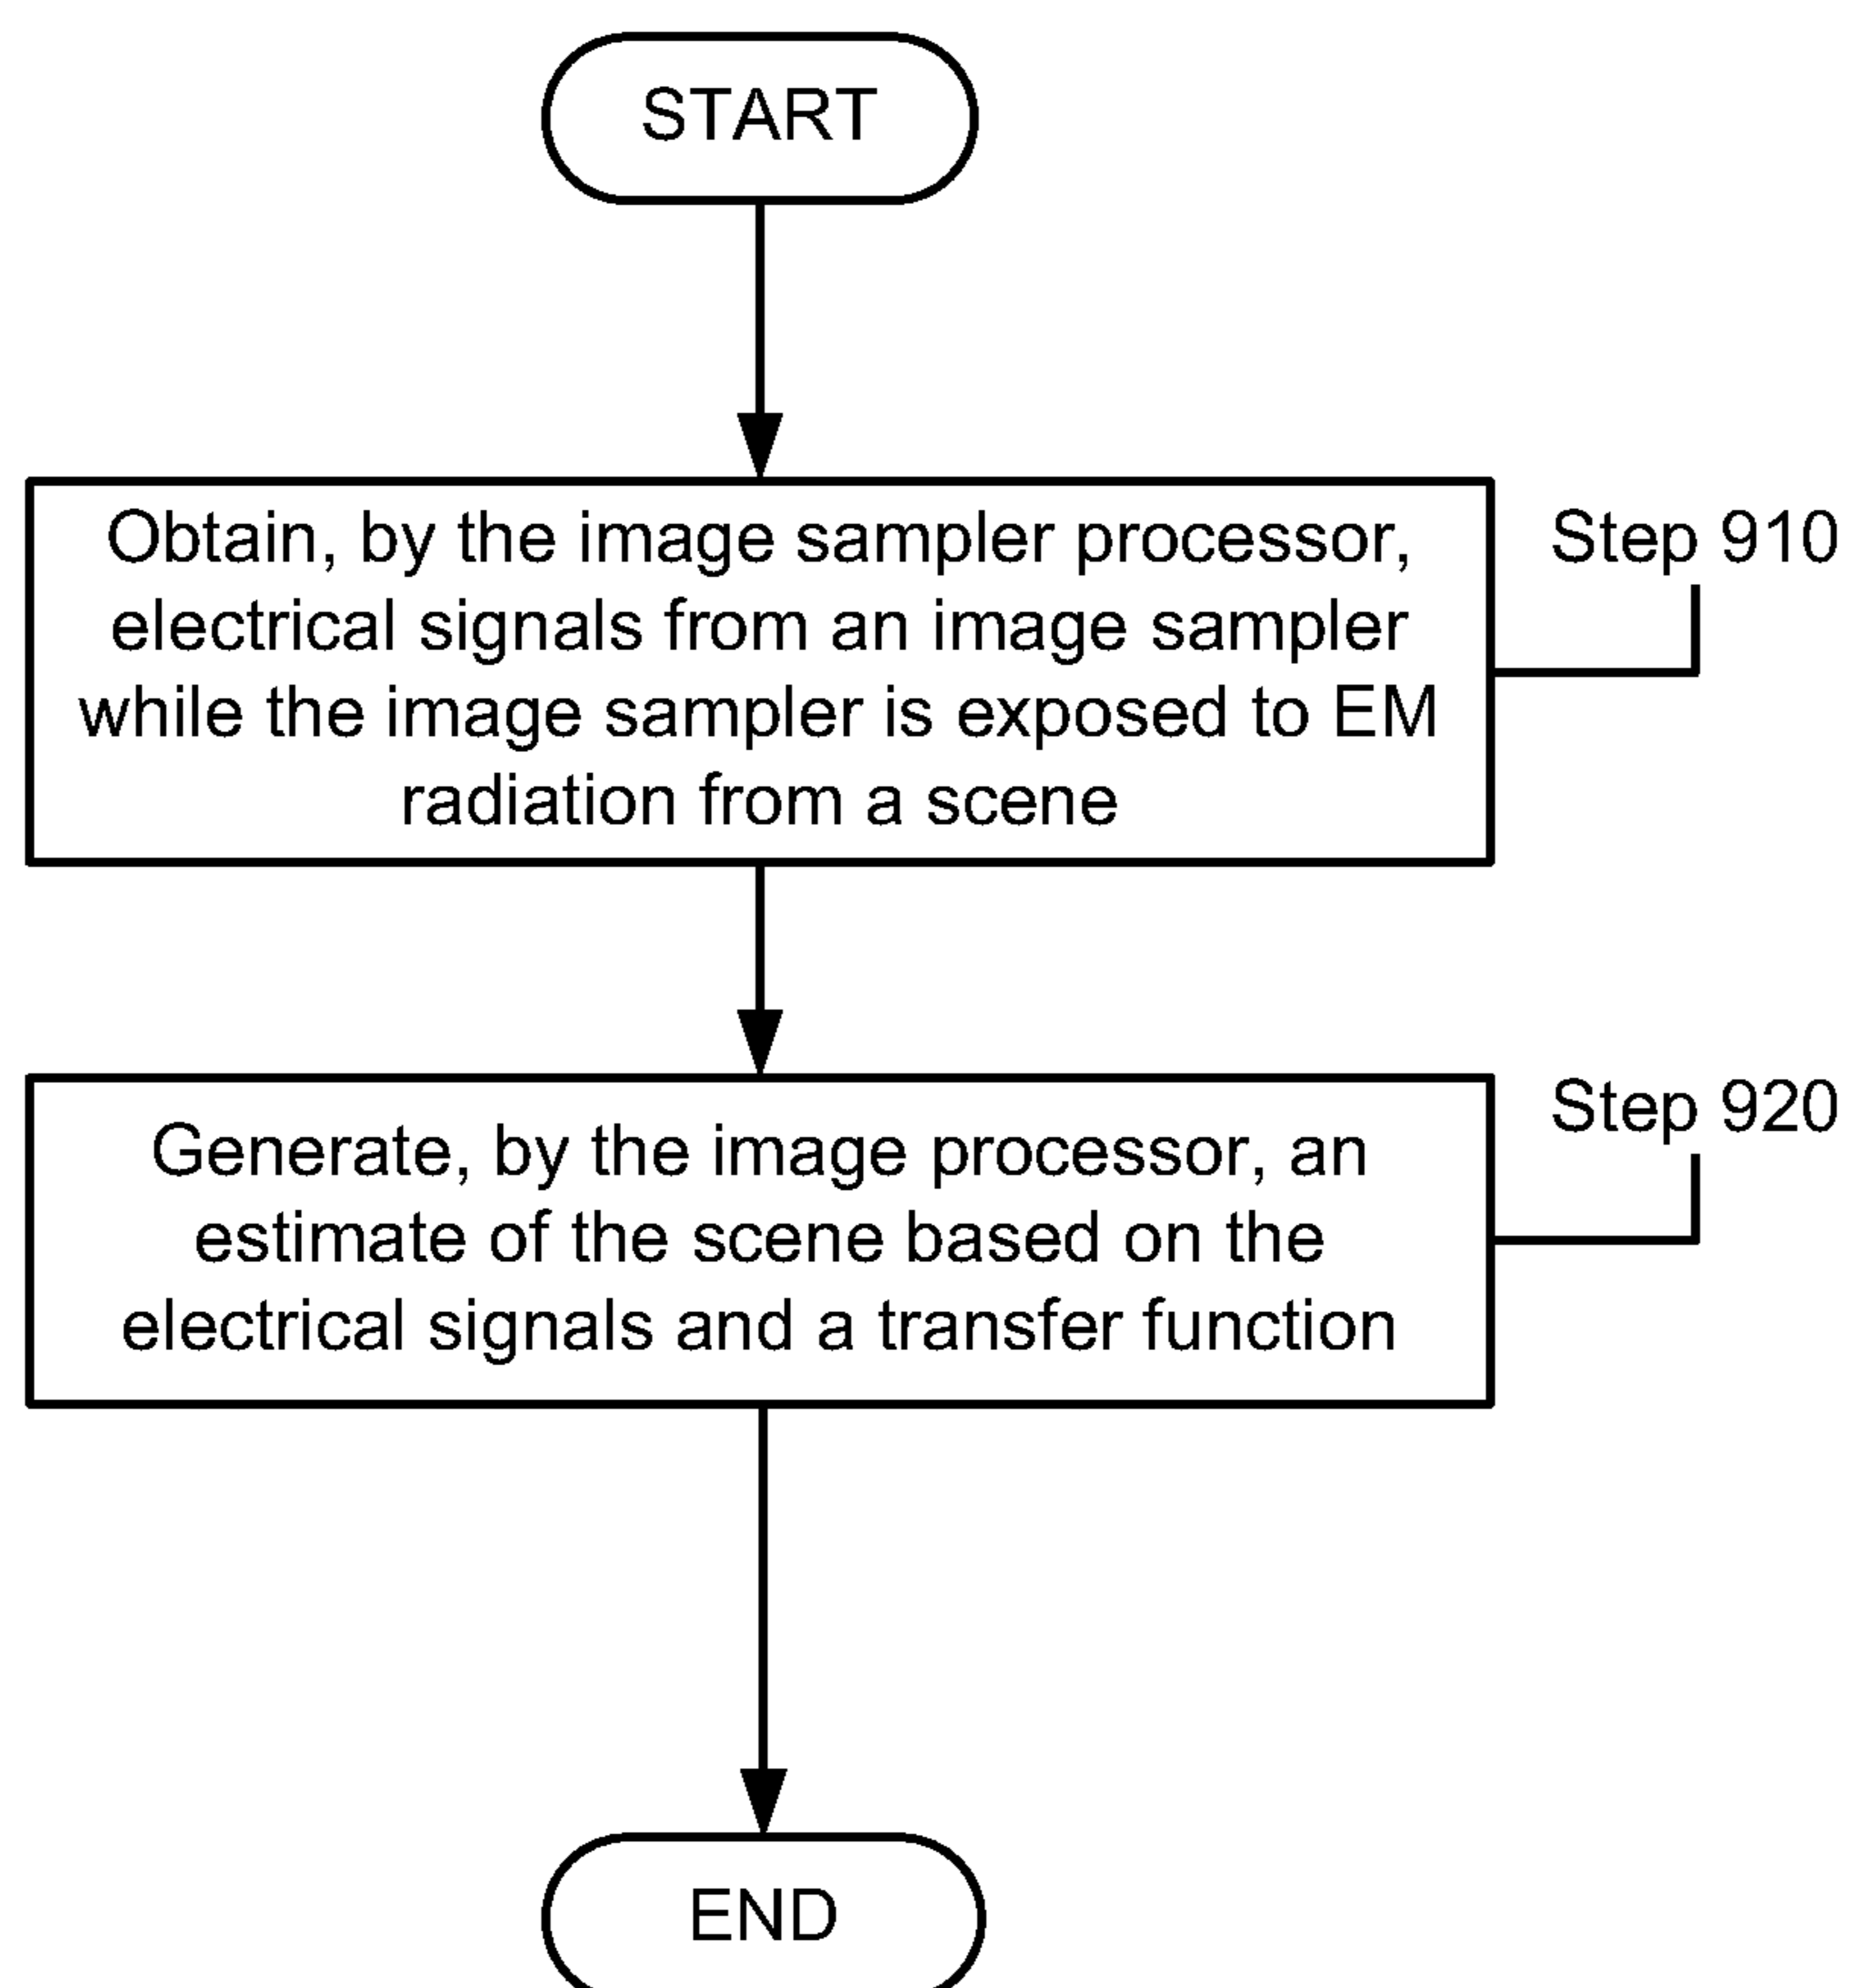 START
Obtain, by the image sampler processor,
electrical signals from an image sampler
while the image sampler is exposed to EM
radiation from a scene
Step 910
Generate, by the image processor, an
estimate of the scene based on the
electrical signals and a transfer function
Step 920
END